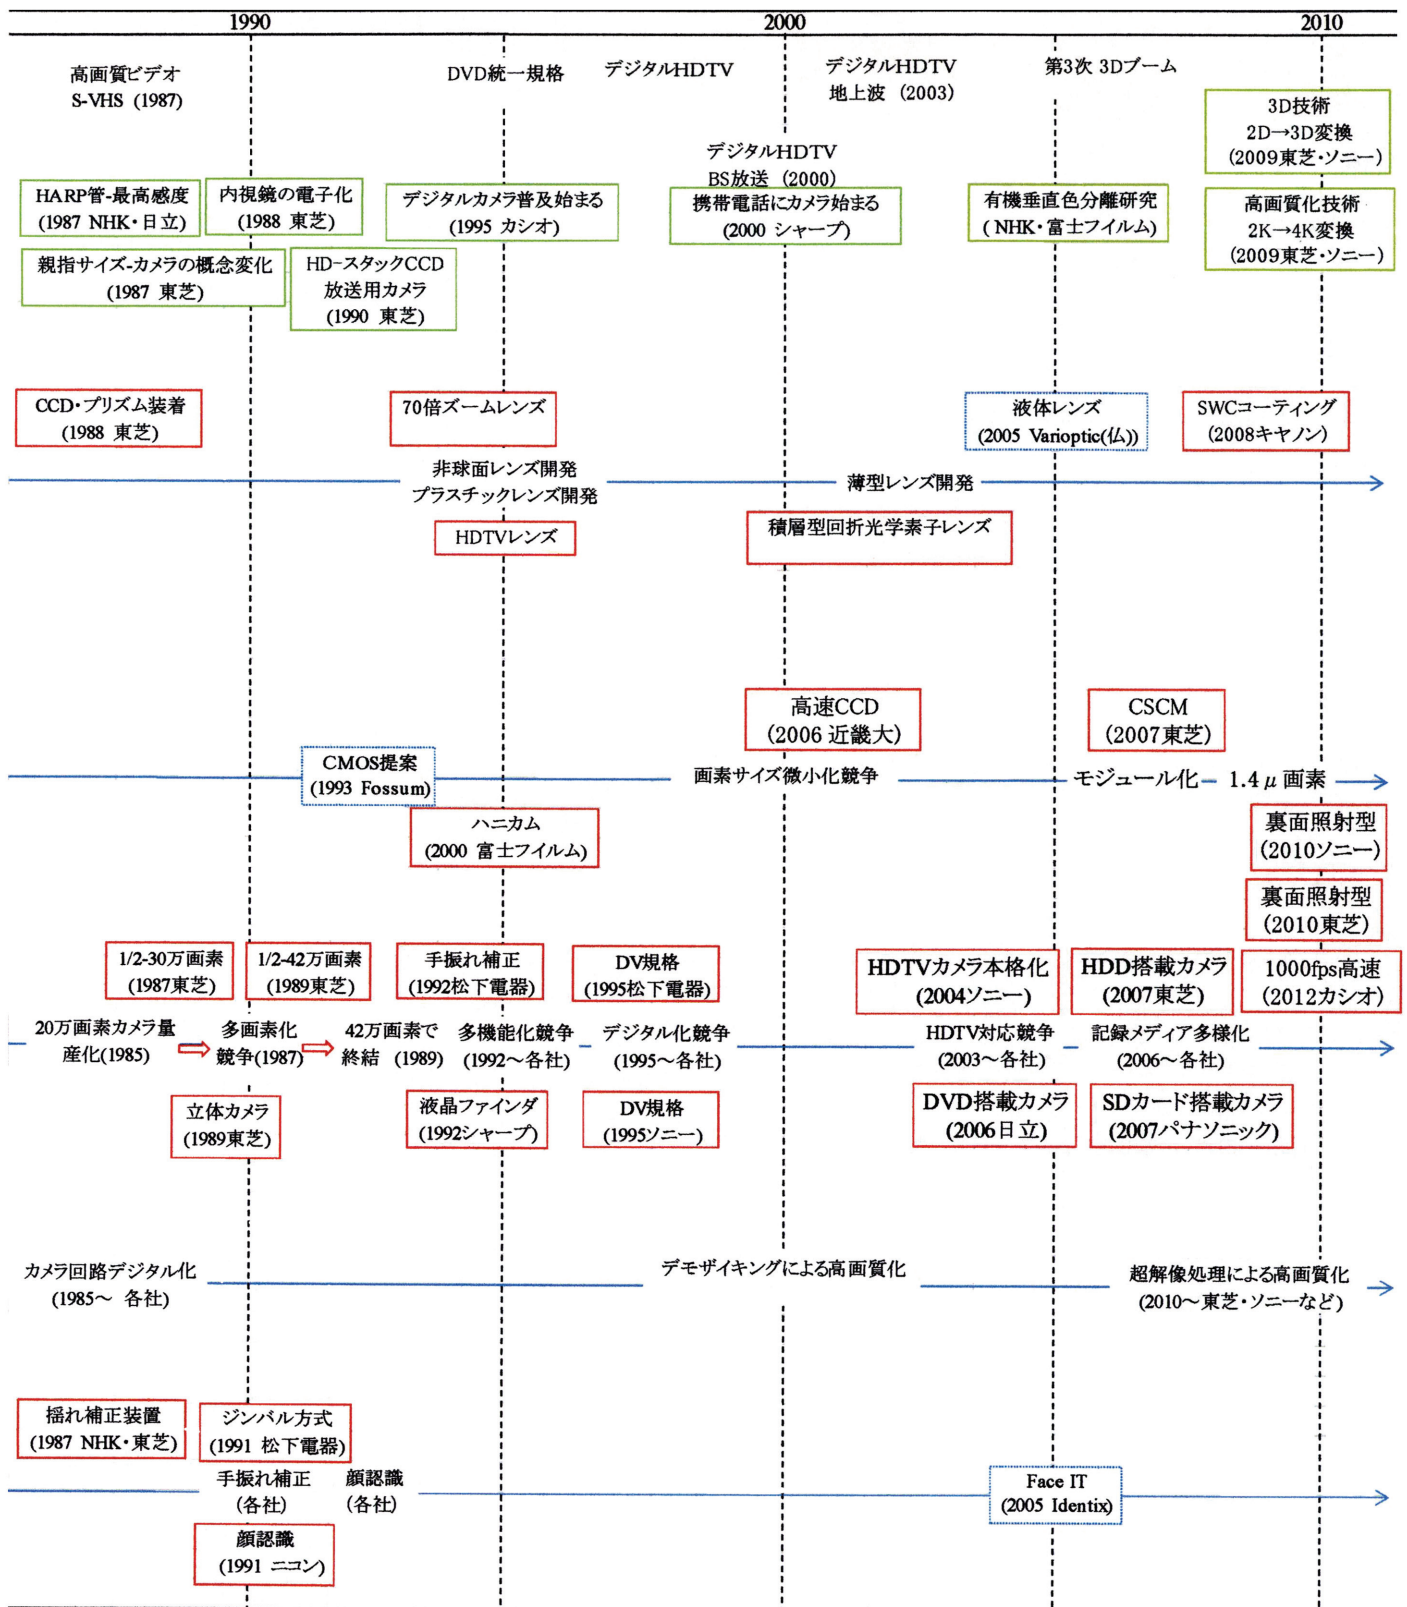 1990
2000
2010
高画質ビデオ
S-VHS (1987)
DVD統一規格
デジタルHDTV
デジタルHDTV
地上波 (2003)
第3次 3Dブーム
3D技術
2D→3D変換
(2009東芝・ソニー)
デジタルHDTV
BS放送 (2000)
HARP管-最高感度
(1987 NHK・日立)
内視鏡の電子化
(1988 東芝)
デジタルカメラ普及始まる
(1995 カシオ)
携帯電話にカメラ始まる
(2000 シャープ)
有機垂直色分離研究
( NHK・富士フイルム)
高画質化技術
2K→4K変換
(2009東芝・ソニー)
親指サイズ-カメラの概念変化
(1987 東芝)
HD-スタックCCD
放送用カメラ
(1990 東芝)
CCD・プリズム装着
(1988 東芝)
70倍ズームレンズ
液体レンズ
(2005 Varioptic(仏))
SWCコーティング
(2008キヤノン)
非球面レンズ開発
プラスチックレンズ開発
薄型レンズ開発
HDTVレンズ
積層型回折光学素子レンズ
高速CCD
(2006 近畿大)
CSCM
(2007東芝)
CMOS提案
(1993 Fossum)
画素サイズ微小化競争
モジュール化
1.4μ画素
ハニカム
(2000 富士フイルム)
裏面照射型
(2010ソニー)
裏面照射型
(2010東芝)
1/2-30万画素
(1987東芝)
1/2-42万画素
(1989東芝)
手振れ補正
(1992松下電器)
DV規格
(1995松下電器)
HDTVカメラ本格化
(2004ソニー)
HDD搭載カメラ
(2007東芝)
1000fps高速
(2012カシオ)
20万画素カメラ量
産化(1985)
多画素化
競争(1987)
42万画素で
終結 (1989)
多機能化競争
(1992～各社)
デジタル化競争
(1995～各社)
HDTV対応競争
(2003～各社)
記録メディア多様化
(2006～各社)
立体カメラ
(1989東芝)
液晶ファインダ
(1992シャープ)
DV規格
(1995ソニー)
DVD搭載カメラ
(2006日立)
SDカード搭載カメラ
(2007パナソニック)
カメラ回路デジタル化
(1985～ 各社)
デモザイキングによる高画質化
超解像処理による高画質化
(2010～東芝・ソニーなど)
揺れ補正装置
(1987 NHK・東芝)
ジンバル方式
(1991 松下電器)
手振れ補正
(各社)
顔認識
(各社)
Face IT
(2005 Identix)
顔認識
(1991 ニコン)